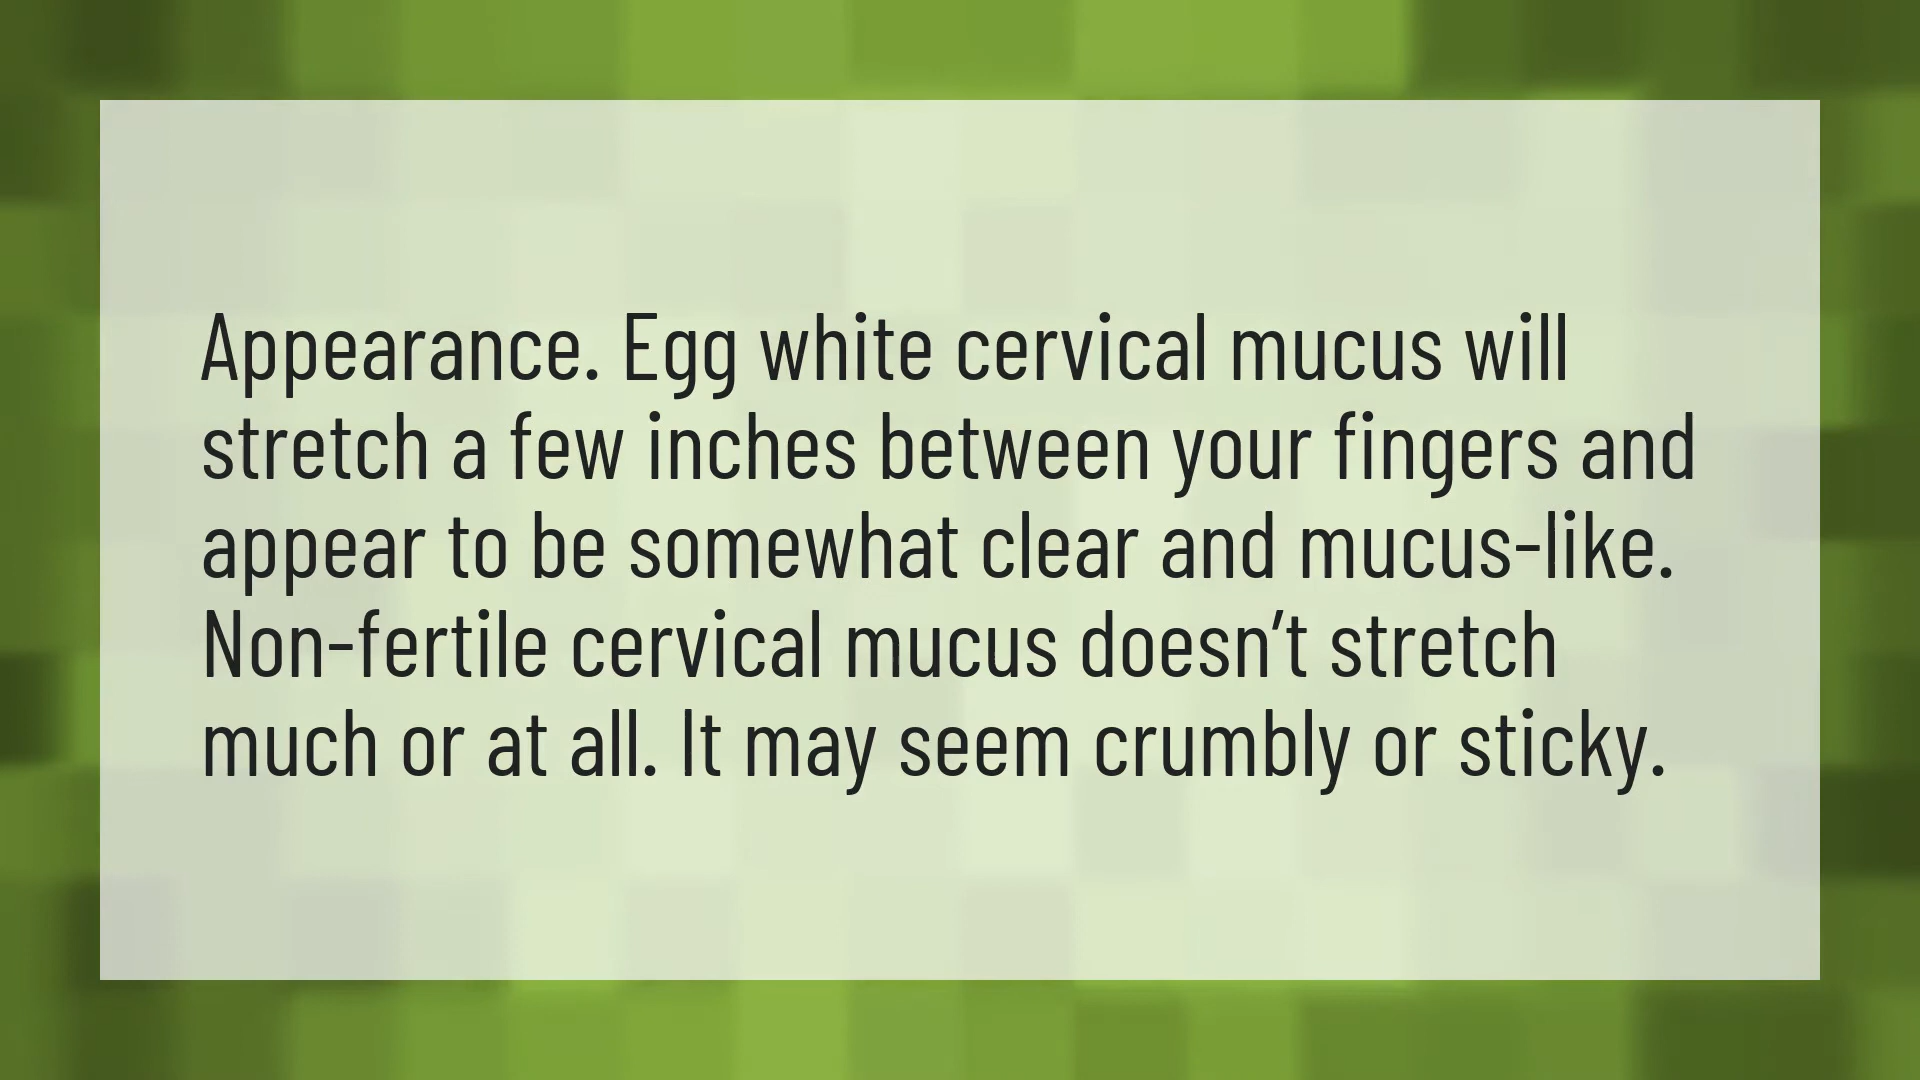 Appearance. Egg white cervical mucus will
stretch a few inches between your fingers and
appear to be somewhat clear and mucus-like.
Non-fertile cervical mucus doesn’t stretch
much or at all. It may seem crumbly or sticky.